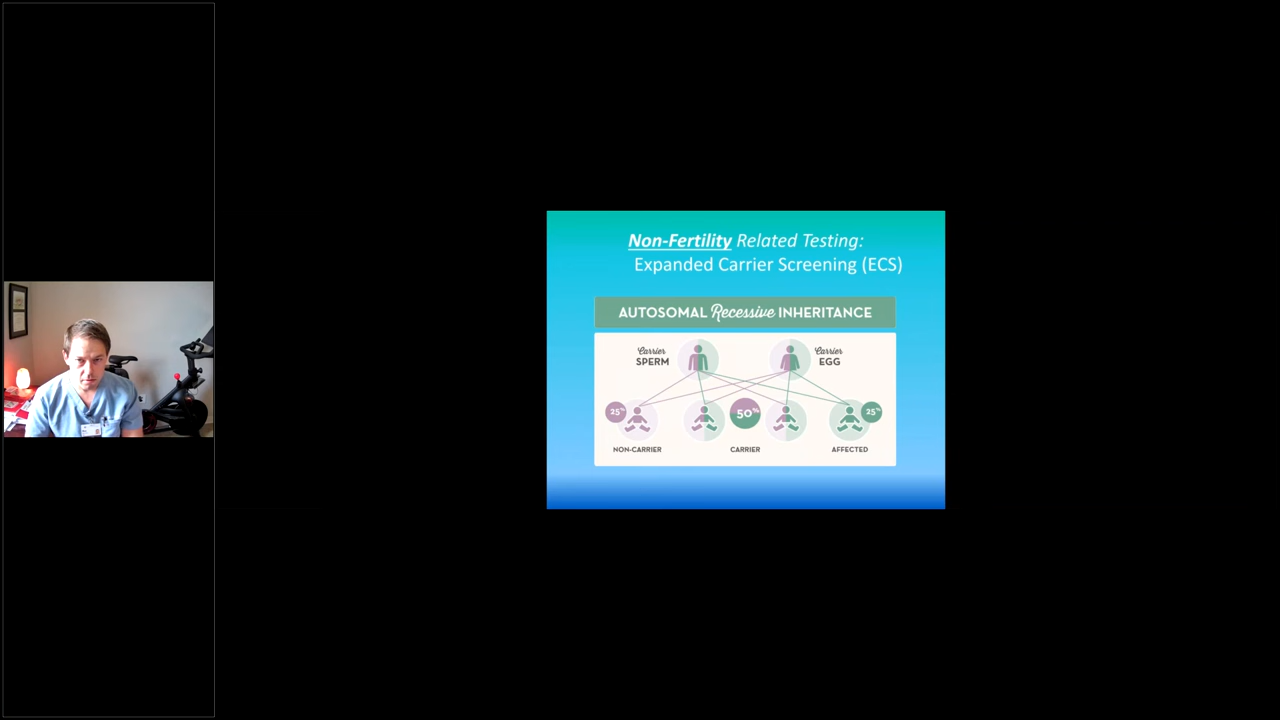 Non-Fertility Related Testing:
Expanded Carrier Screening (ECS)
AUTOSOMAL Recessive INHERITANCE
Carrier
SPERM
Carrier
EGG
25%
50%
25%
NON-CARRIER
CARRIER
AFFECTED